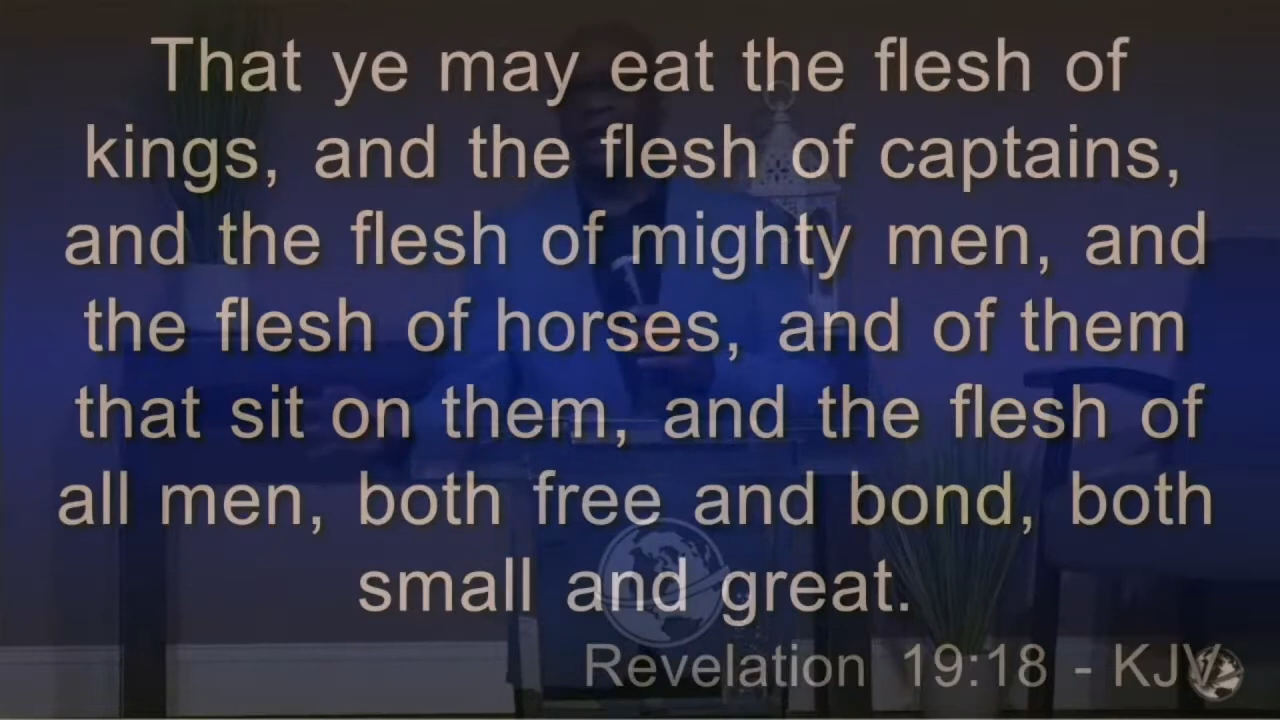 That ye may eat the flesh of
kings, and the flesh of captains,
and the flesh of mighty men, and
the flesh of horses, and of them
that sit on them, and the flesh of
all men, both free and bond, both
small and great.
Revelation 19:18 - KJV